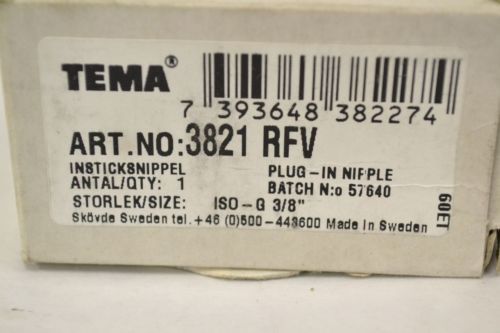 TEMA®
7 393648 382274
ART.NO: 3821 RFV
INSTICKSNIPPEL PLUG-IN NIPPLE
ANTAL/QTY: 1 BATCH N:o 57640
STORLEK/SIZE: ISO-G 3/8"
Skövde Sweden tel.+46 (0)500-443600 Made in Sweden
60ET